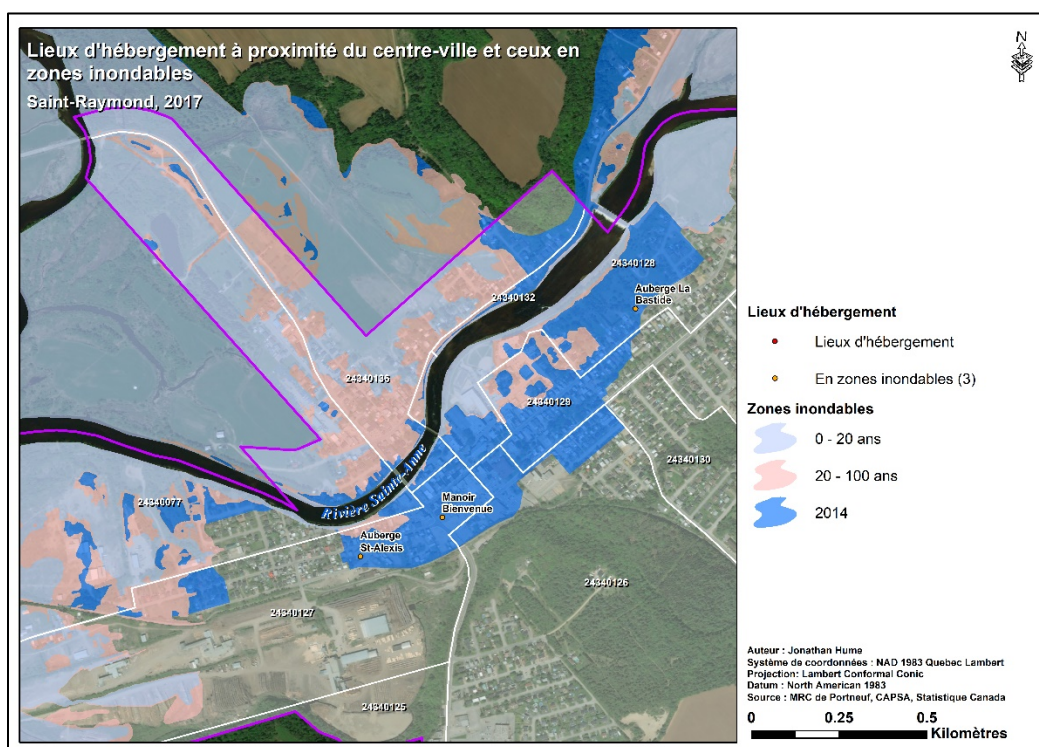 Lieux d'hébergement à proximité du centre-ville et ceux en
zones inondables
Saint-Raymond, 2017
N
24340128
Auberge La
Bastide
24340132
24340135
24340129
24340130
Rivière Sainte-Anne
24340077
Manoir
Bienvenue
Auberge
St-Alexis
24340126
24340127
24340125
Lieux d'hébergement
Lieux d'hébergement
En zones inondables (3)
Zones inondables
0 - 20 ans
20 - 100 ans
2014
Auteur : Jonathan Hume
Système de coordonnées : NAD 1983 Quebec Lambert
Projection: Lambert Conformal Conic
Datum : North American 1983
Source : MRC de Portneuf, CAPSA, Statistique Canada
0 0.25 0.5
Kilomètres